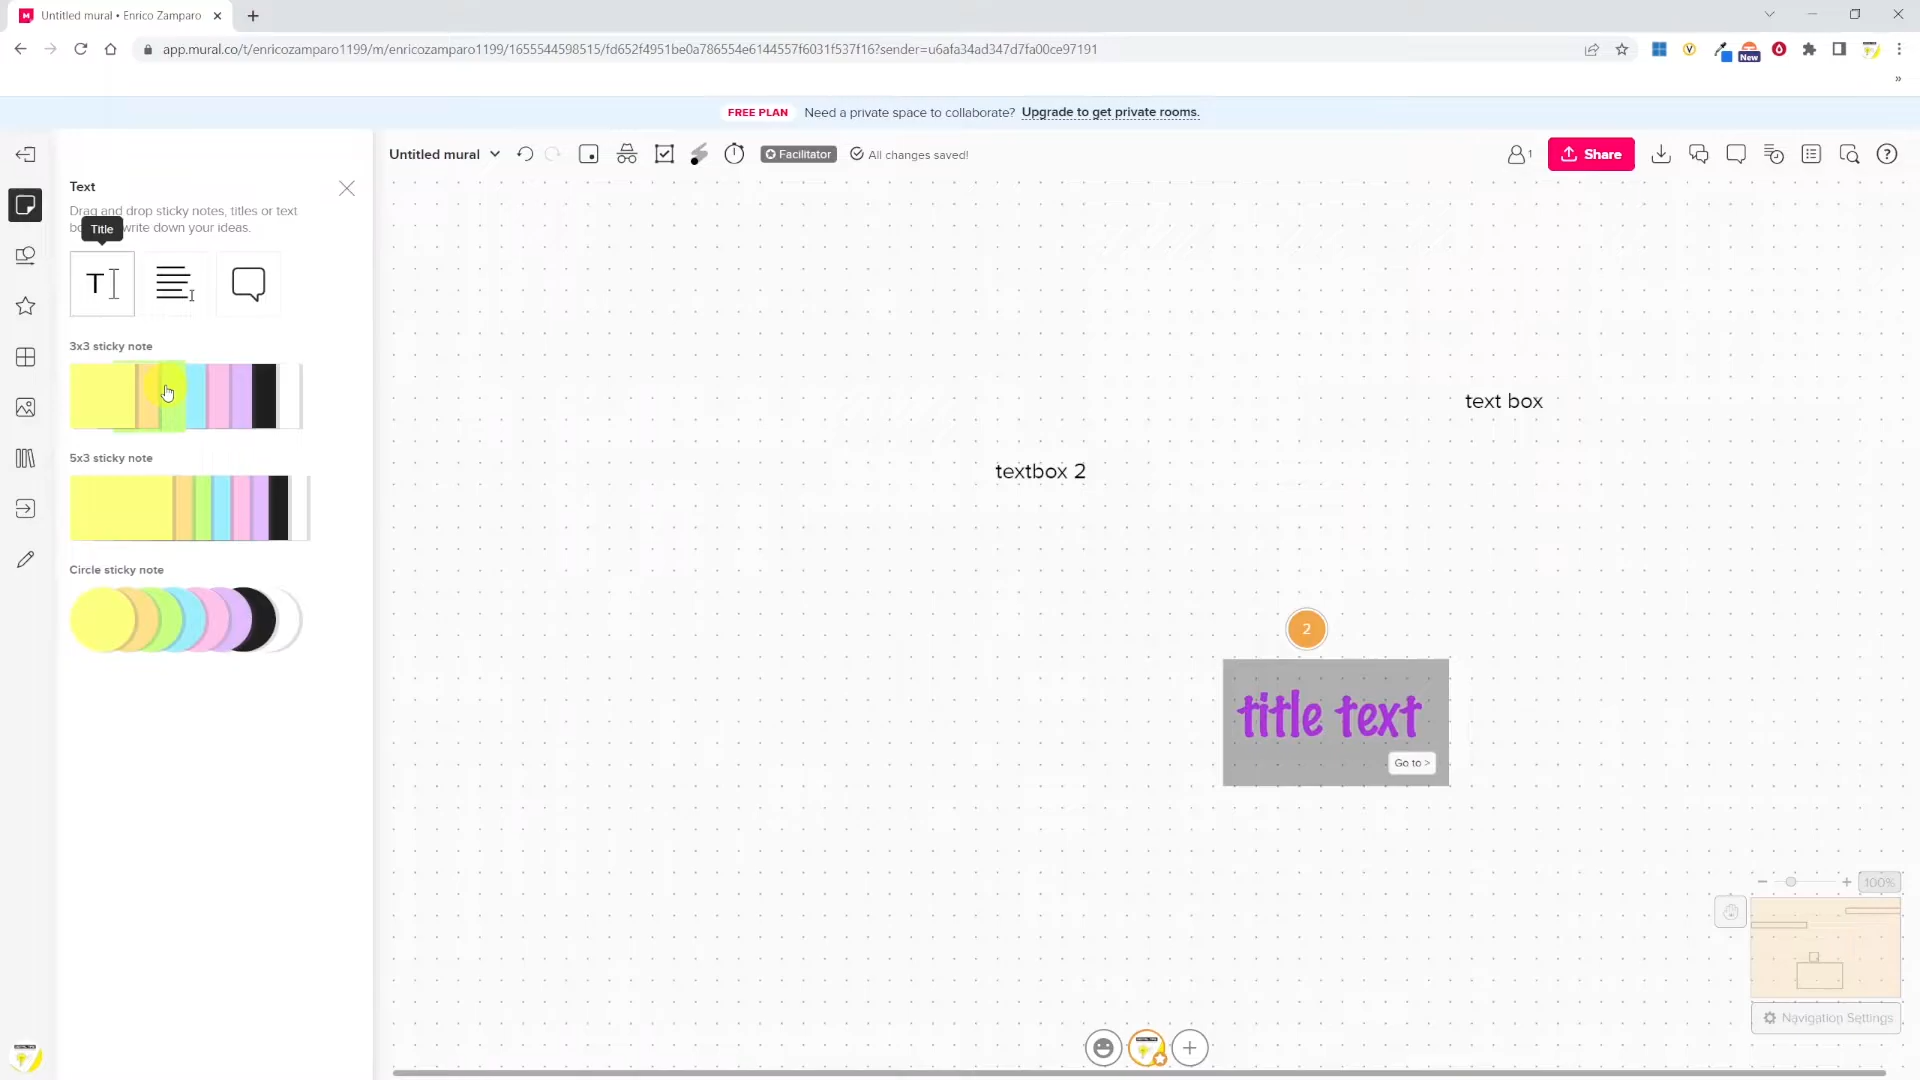 Untitled mural • Enrico Zamparo
app.mural.co/t/enricozamparo1199/m/enricozamparo1199/1655544598515/fd652f4951be0a786554e6144557f6031f537f16?sender=u6afa34ad347d7fa00ce97191
New
FREE PLAN Need a private space to collaborate? Upgrade to get private rooms.
Untitled mural
Facilitator
All changes saved!
1
Share
Text
Drag and drop sticky notes, titles or text
write down your ideas.
Title
T
3x3 sticky note
5x3 sticky note
Circle sticky note
text box
textbox 2
2
title text
Go to >
100%
Navigation Settings